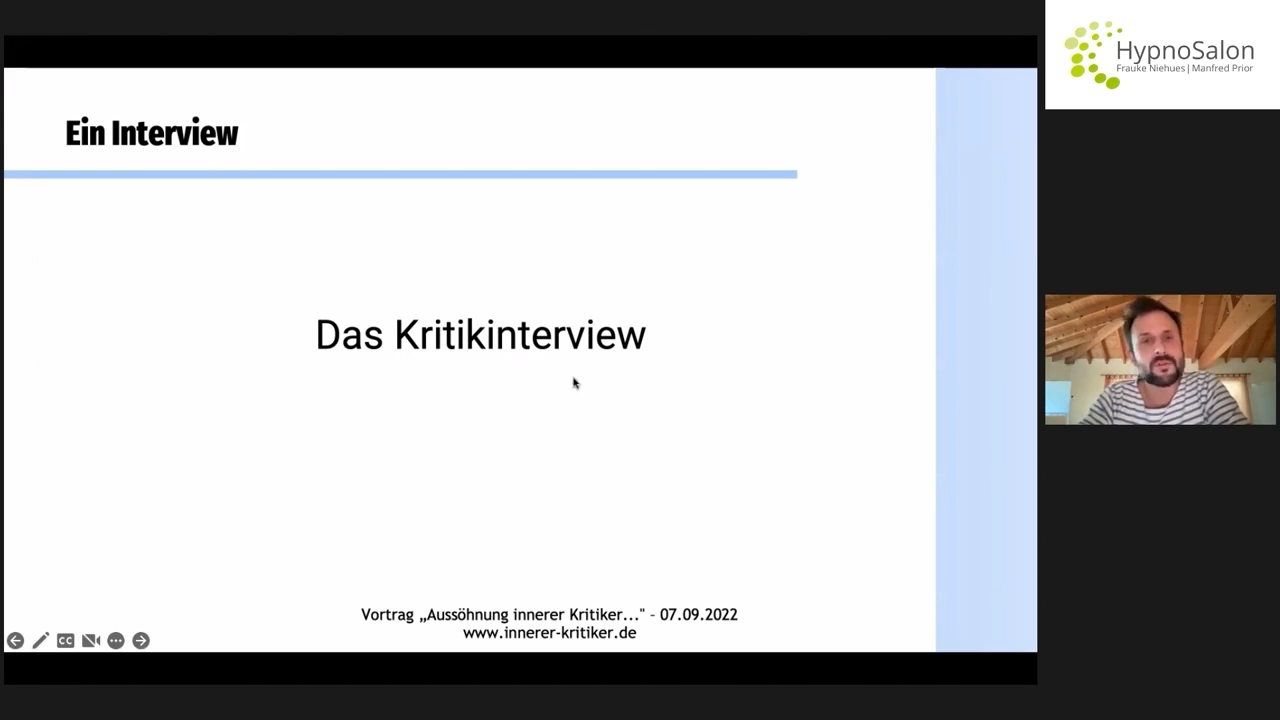 Ein Interview
Das Kritikinterview
Vortrag „Aussöhnung innerer Kritiker..." - 07.09.2022
www.innerer-kritiker.de
CC
HypnoSalon
Frauke Niehues | Manfred Prior